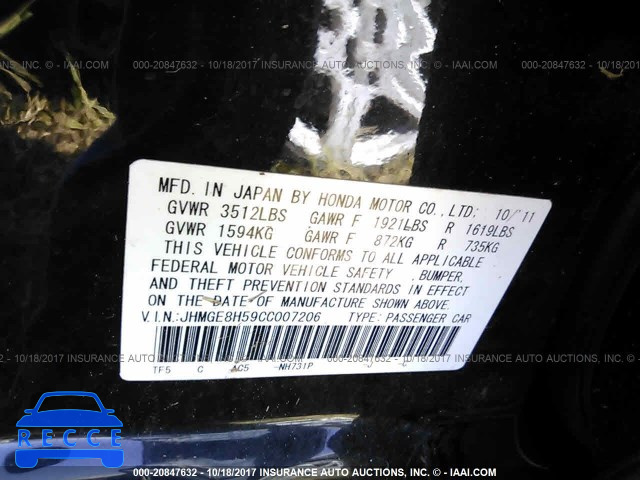 000-20847632 - 10/18/2017 INSURANCE AUTO AUCTIONS, INC. - IAAI.COM
MFD. IN JAPAN BY HONDA MOTOR CO., LTD: 10/11
GVWR 3512LBS GAWR F 1921LBS R 1619LBS
GVWR 1594KG GAWR F 872KG R 735KG
THIS VEHICLE CONFORMS TO ALL APPLICABLE
FEDERAL MOTOR VEHICLE SAFETY , BUMPER,
AND THEFT PREVENTION STANDARDS IN EFFECT
ON THE DATE OF MANUFACTURE SHOWN ABOVE.
V.I.N.:JHMGE8H59CC007206 TYPE: PASSENGER CAR
TF5 C AC5 -NH731P
RECCE
000-20847632 - 10/18/2017 INSURANCE AUTO AUCTIONS, INC. - IAAI.COM